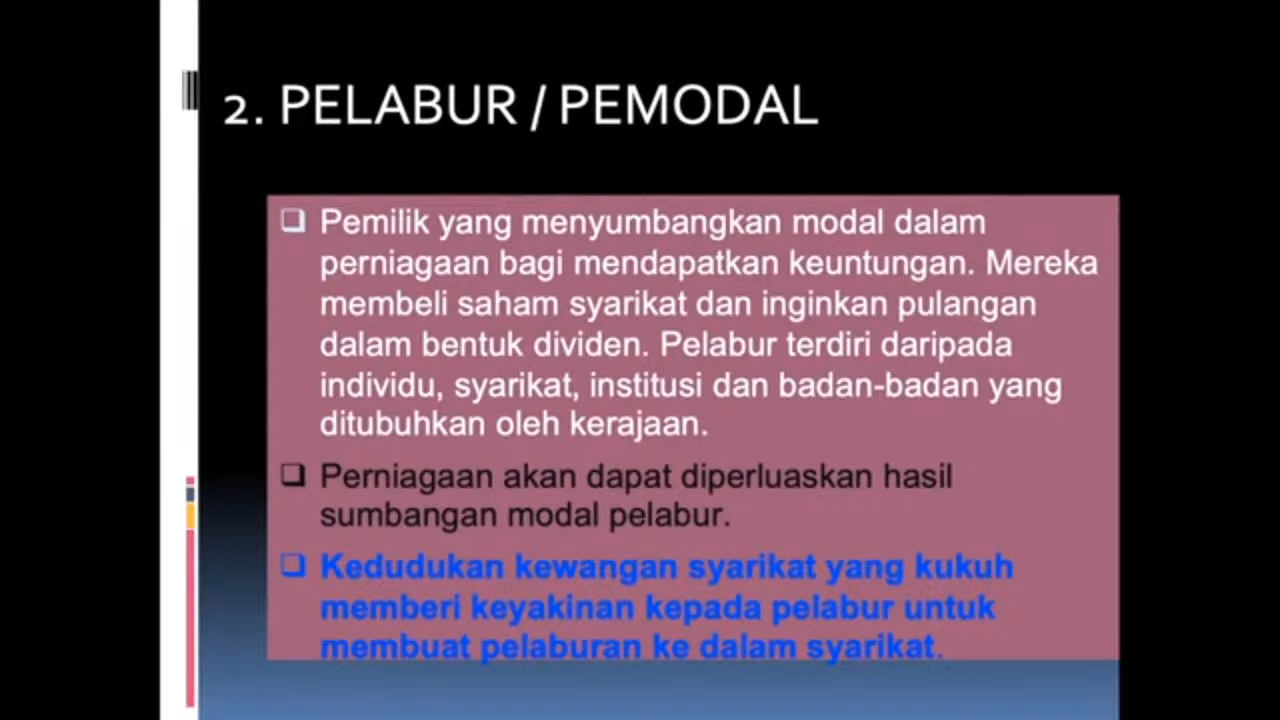 2. PELABUR / PEMODAL
❑ Pemilik yang menyumbangkan modal dalam
perniagaan bagi mendapatkan keuntungan. Mereka
membeli saham syarikat dan inginkan pulangan
dalam bentuk dividen. Pelabur terdiri daripada
individu, syarikat, institusi dan badan-badan yang
ditubuhkan oleh kerajaan.
❑ Perniagaan akan dapat diperluaskan hasil
sumbangan modal pelabur.
❑ Kedudukan kewangan syarikat yang kukuh
memberi keyakinan kepada pelabur untuk
membuat pelaburan ke dalam syarikat.